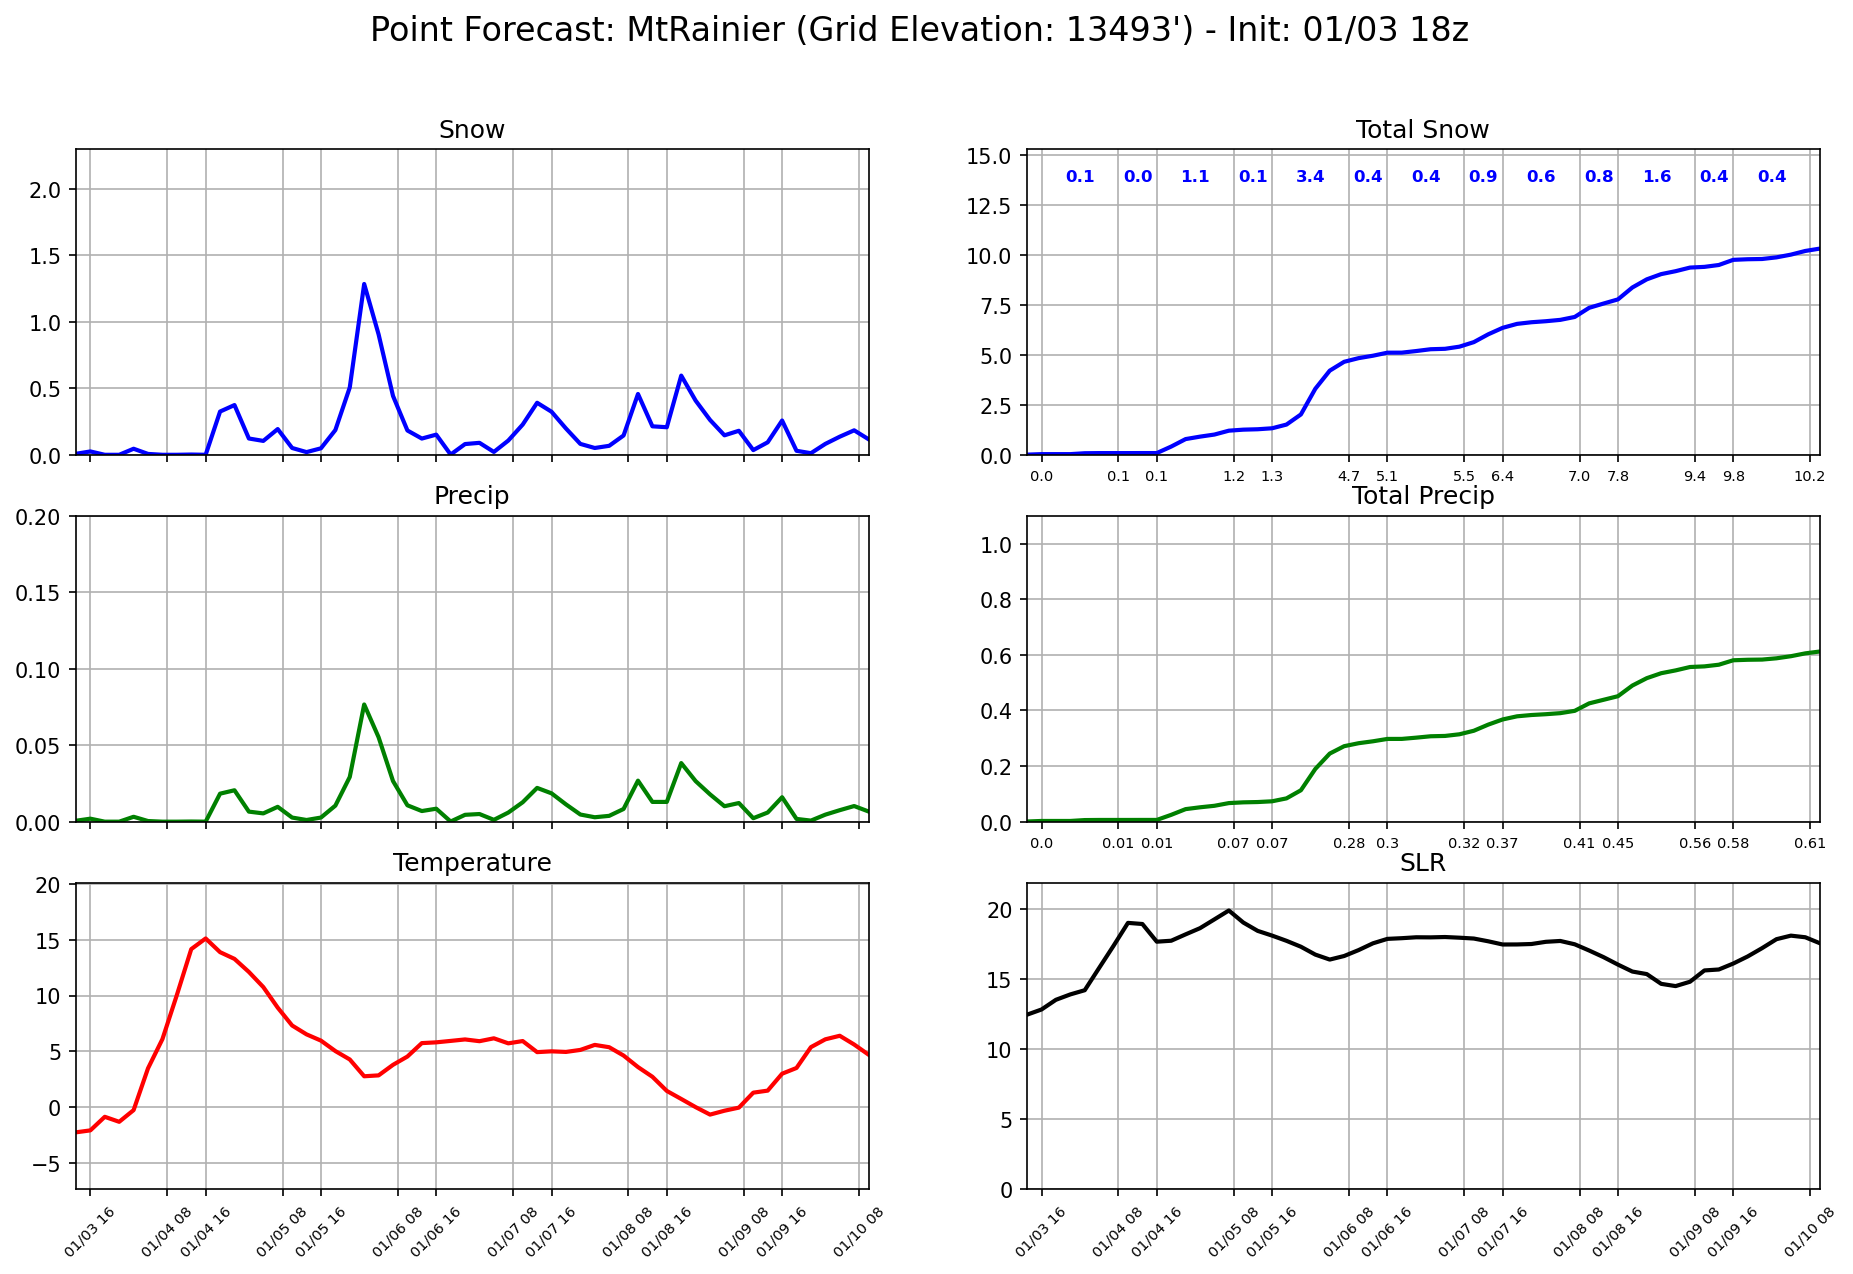 Point Forecast: MtRainier (Grid Elevation: 13493') - Init: 01/03 18z
Snow
2.0
1.5
1.0
0.5
0.0
Total Snow
15.0
12.5
10.0
7.5
5.0
2.5
0.0
0.1 0.0 1.1 0.1 3.4 0.4 0.4 0.9 0.6 0.8 1.6 0.4 0.4
0.0 0.1 0.1 1.2 1.3 4.7 5.1 5.5 6.4 7.0 7.8 9.4 9.8 10.2
Precip
0.20
0.15
0.10
0.05
0.00
Total Precip
1.0
0.8
0.6
0.4
0.2
0.0
0.0 0.01 0.01 0.07 0.07 0.28 0.3 0.32 0.37 0.41 0.45 0.56 0.58 0.61
Temperature
20
15
10
5
0
−5
01/03 16 01/04 08 01/04 16 01/05 08 01/05 16 01/06 08 01/06 16 01/07 08 01/07 16 01/08 08 01/08 16 01/09 08 01/09 16 01/10 08
SLR
20
15
10
5
0
01/03 16 01/04 08 01/04 16 01/05 08 01/05 16 01/06 08 01/06 16 01/07 08 01/07 16 01/08 08 01/08 16 01/09 08 01/09 16 01/10 08